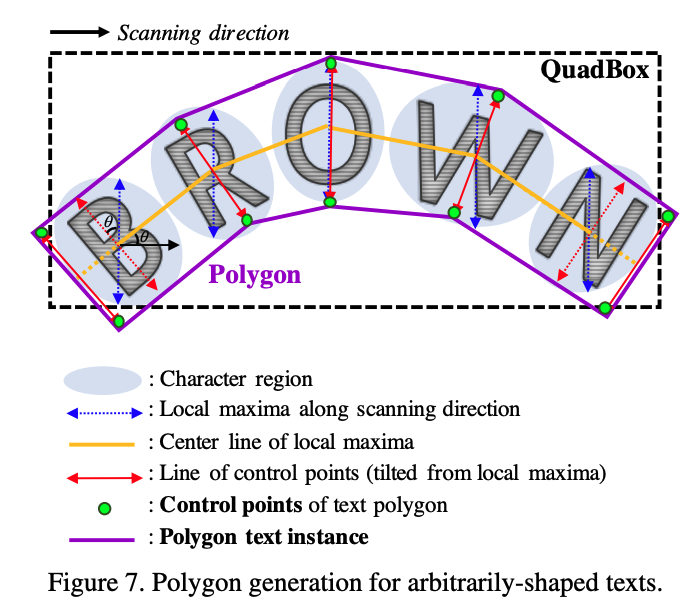 Scanning direction
QuadBox
BROWN
θ
θ
Polygon
: Character region
: Local maxima along scanning direction
: Center line of local maxima
: Line of control points (tilted from local maxima)
: Control points of text polygon
: Polygon text instance
Figure 7. Polygon generation for arbitrarily-shaped texts.